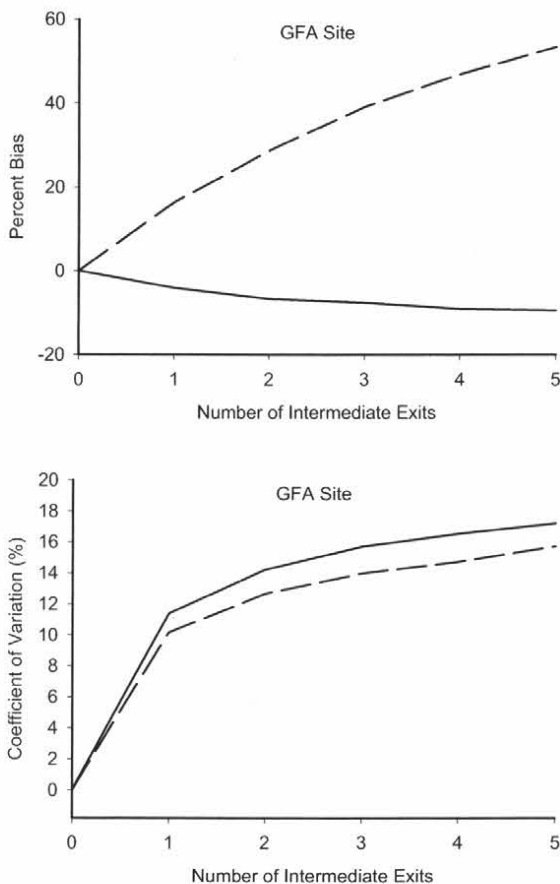 GFA Site
60
40
20
0
-20
Percent Bias
0 1 2 3 4 5
Number of Intermediate Exits
GFA Site
20
18
16
14
12
10
8
6
4
2
0
Coefficient of Variation (%)
0 1 2 3 4 5
Number of Intermediate Exits